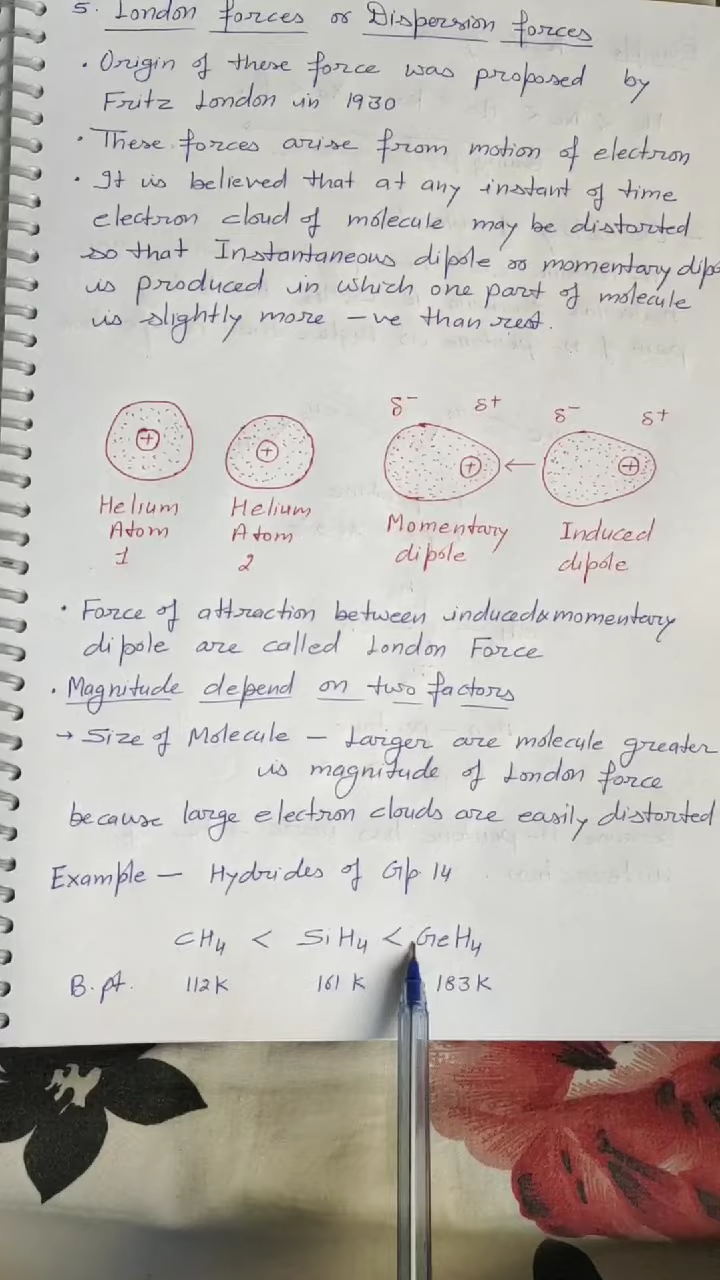 5. London forces or Dispersion forces
• Origin of these force was proposed by
Fritz London in 1930
• These forces arise from motion of electron
• It is believed that at any instant of time
electron cloud of molecule may be distorted
so that Instantaneous dipole or momentary dipo
is produced in which one part of molecule
is slightly more -ve than rest.
δ- δ+ δ- δ+
+ + + ← +
Helium Atom 1
Helium Atom 2
Momentary dipole
Induced dipole
• Force of attraction between induced & momentary
dipole are called London Force
• Magnitude depend on two factors
→ Size of Molecule - Larger are molecule greater
is magnitude of London force
because large electron clouds are easily distorted
Example - Hydrides of Gp 14
CH4 < SiH4 < GeH4
B.pt. 112K 161 K 183 K